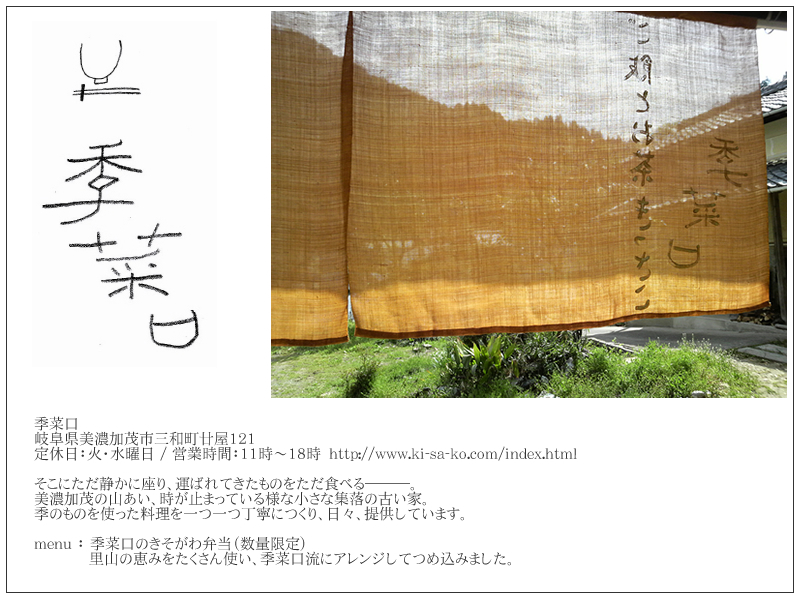 季
菜
口
ご飯とお茶
季菜口
季菜口
岐阜県美濃加茂市三和町廿屋121
定休日：火・水曜日 / 営業時間：11時～18時 http://www.ki-sa-ko.com/index.html
そこにただ静かに座り、運ばれてきたものをただ食べる―――。
美濃加茂の山あい、時が止まっている様な小さな集落の古い家。
季のものを使った料理を一つ一つ丁寧につくり、日々、提供しています。
menu ： 季菜口のきそがわ弁当（数量限定）
里山の恵みをたくさん使い、季菜口流にアレンジしてつめ込みました。